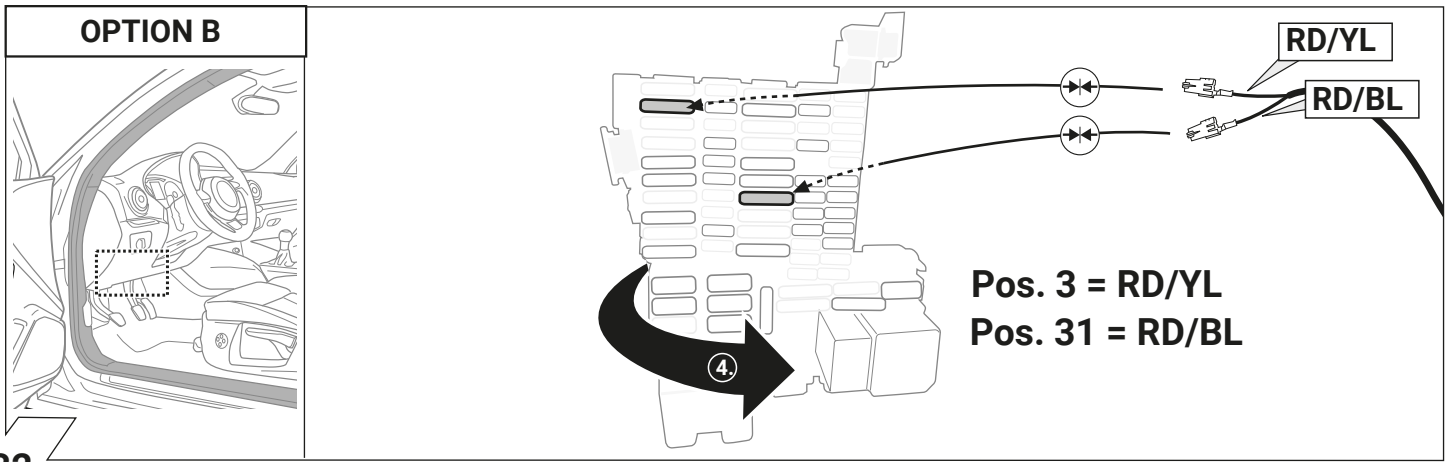 OPTION B
RD/YL
RD/BL
Pos. 3 = RD/YL
Pos. 31 = RD/BL
4.